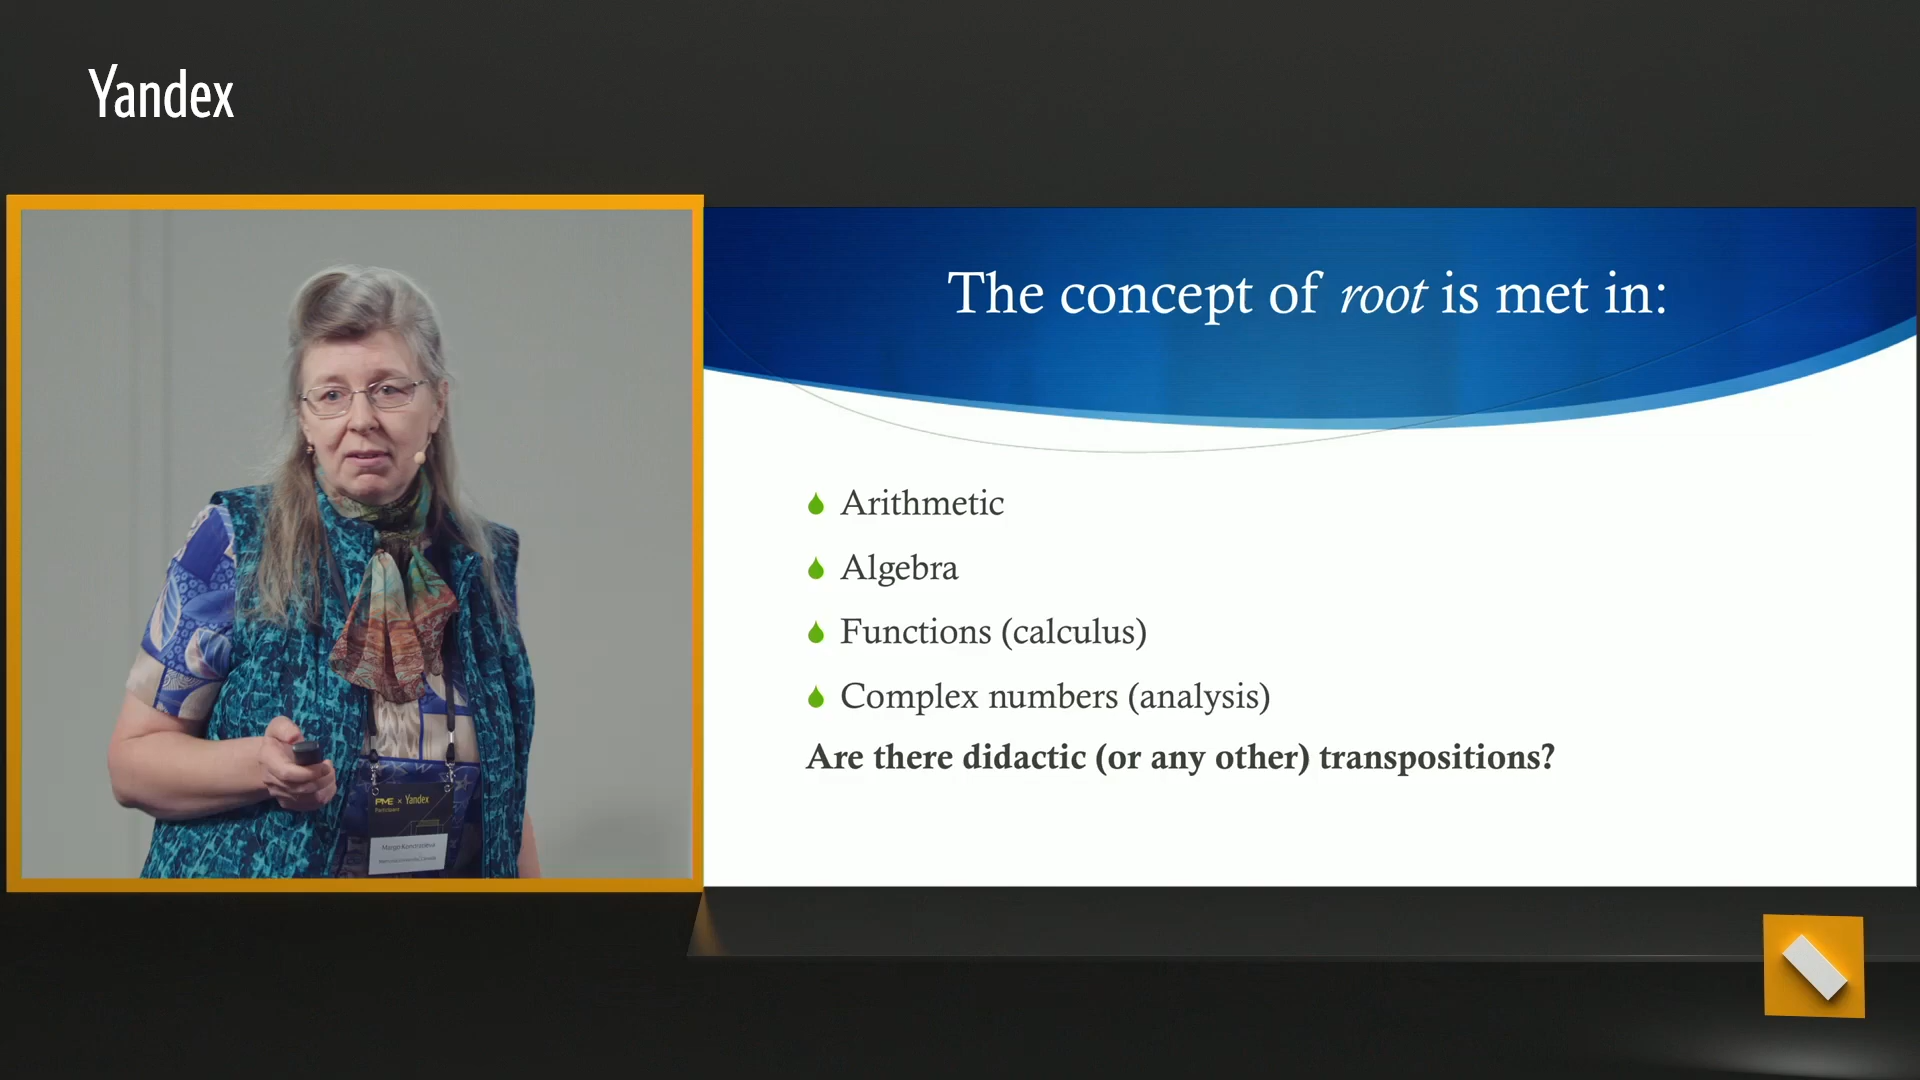 Yandex
The concept of root is met in:
Arithmetic
Algebra
Functions (calculus)
Complex numbers (analysis)
Are there didactic (or any other) transpositions?
PME × Yandex
Participant